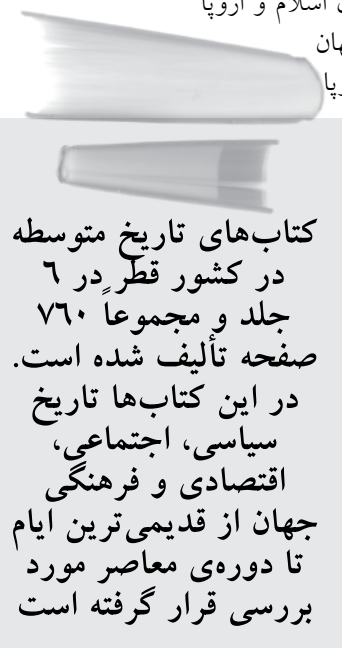 اسلام و اروپا
کتاب‌های تاریخ متوسطه
در کشور قطر در ٦
جلد و مجموعاً ٧٦٠
صفحه تألیف شده است.
در این کتاب‌ها تاریخ
سیاسی، اجتماعی،
اقتصادی و فرهنگی
جهان از قدیمی‌ترین ایام
تا دوره‌ی معاصر مورد
بررسی قرار گرفته است